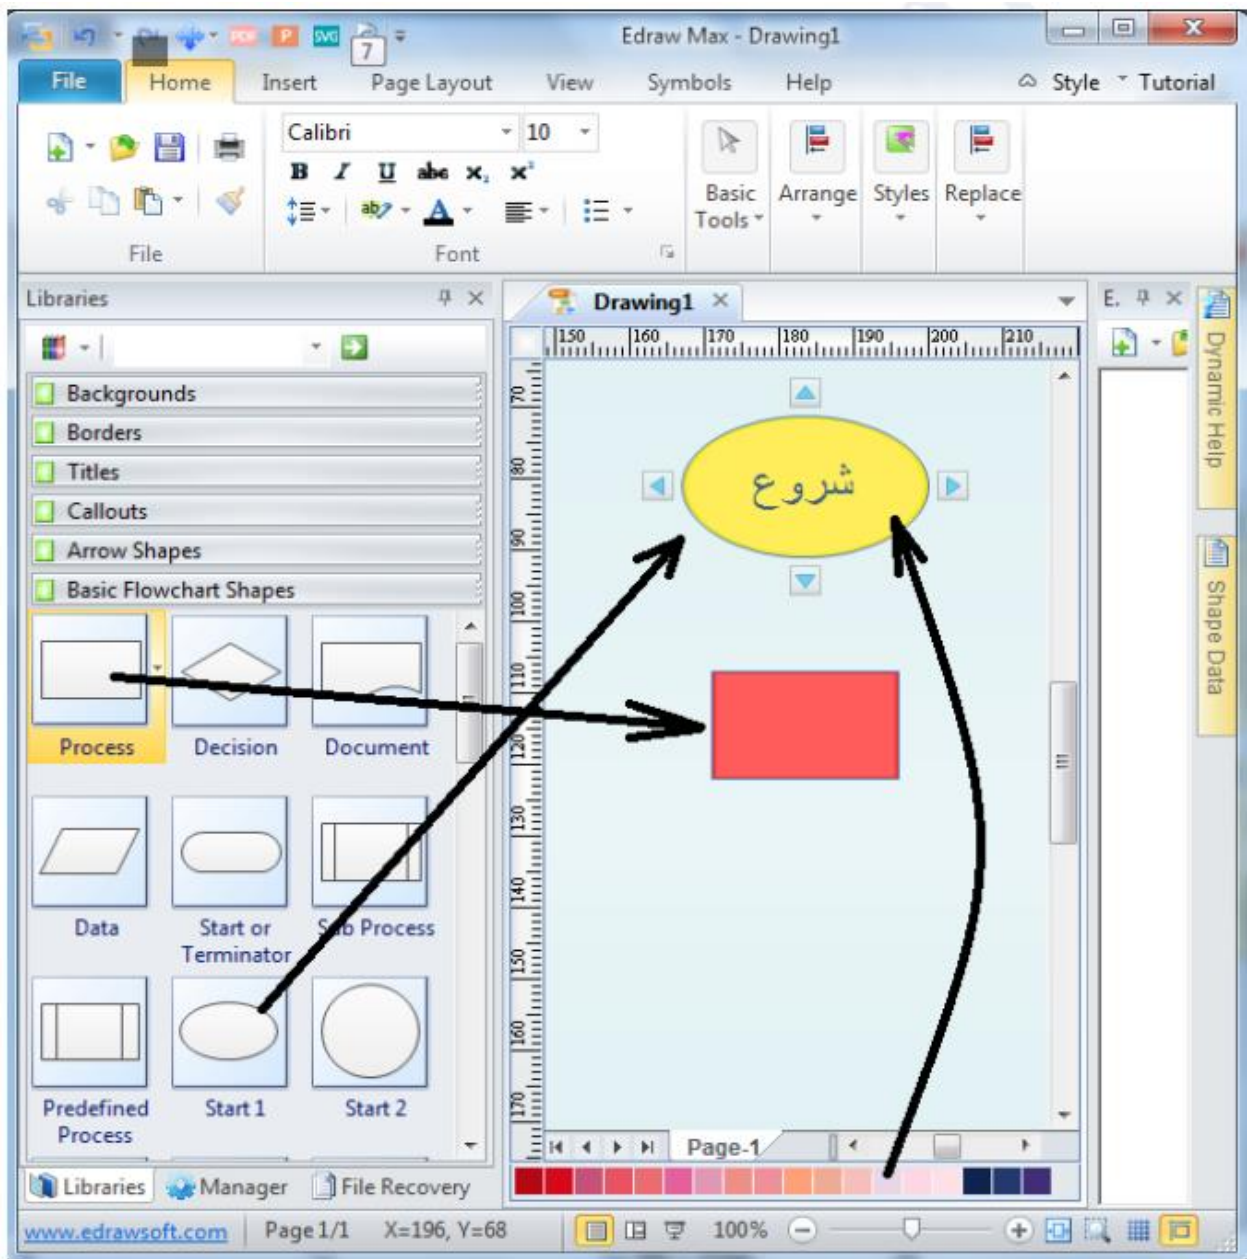 7
Edraw Max - Drawing1
File Home Insert Page Layout View Symbols Help Style Tutorial
Calibri 10
B I U abc x, x²
ab A
Basic Tools
Arrange
Styles
Replace
File Font
Libraries
Drawing1
E.
150 160 170 180 190 200 210
Backgrounds
Borders
Titles
Callouts
Arrow Shapes
Basic Flowchart Shapes
Process Decision Document
Data Start or Terminator Sub Process
Predefined Process Start 1 Start 2
70
80
90
100
110
120
130
140
150
160
170
شروع
Dynamic Help
Shape Data
Page-1
Libraries Manager File Recovery
www.edrawsoft.com Page 1/1 X=196, Y=68 100%